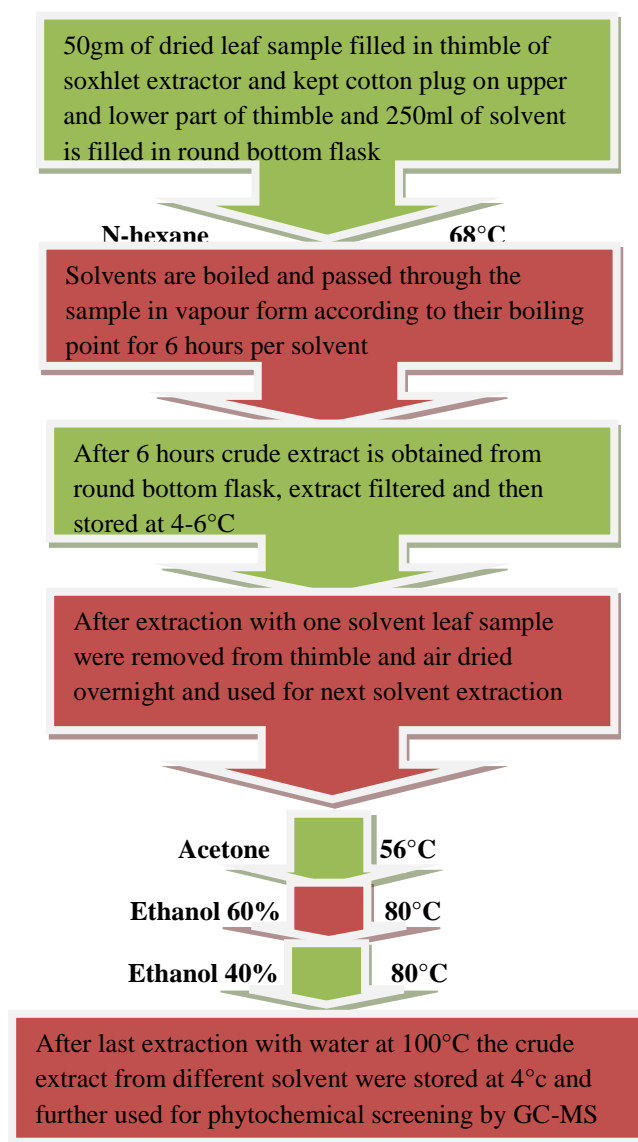 50gm of dried leaf sample filled in thimble of
soxhlet extractor and kept cotton plug on upper
and lower part of thimble and 250ml of solvent
is filled in round bottom flask
N-hexane 68°C
Solvents are boiled and passed through the
sample in vapour form according to their boiling
point for 6 hours per solvent
After 6 hours crude extract is obtained from
round bottom flask, extract filtered and then
stored at 4-6°C
After extraction with one solvent leaf sample
were removed from thimble and air dried
overnight and used for next solvent extraction
Acetone 56°C
Ethanol 60% 80°C
Ethanol 40% 80°C
After last extraction with water at 100°C the crude
extract from different solvent were stored at 4°c and
further used for phytochemical screening by GC-MS